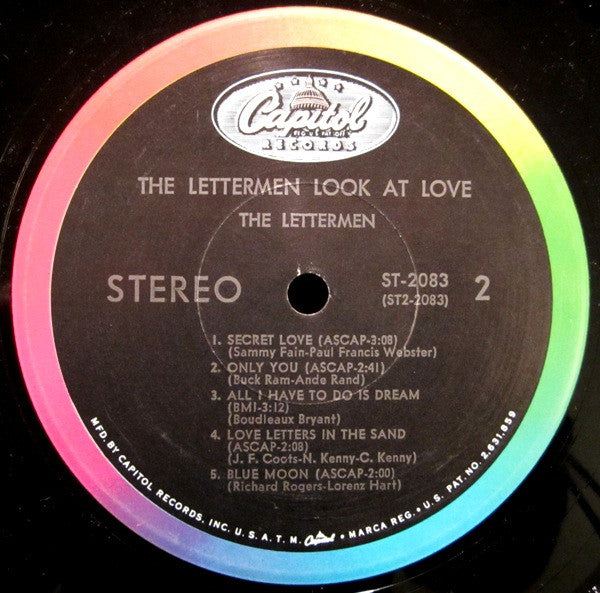 Capitol
REG. U.S. PAT. OFF.
RECORDS
THE LETTERMEN LOOK AT LOVE
THE LETTERMEN
STEREO
ST-2083
(ST2-2083)
2
1. SECRET LOVE (ASCAP-3:08)
(Sammy Fain-Paul Francis Webster)
2. ONLY YOU (ASCAP-2:41)
(Buck Ram-Ande Rand)
3. ALL I HAVE TO DO IS DREAM
(BMI-3:12)
(Boudleaux Bryant)
4. LOVE LETTERS IN THE SAND
(ASCAP-2:08)
(J. F. Coots-N. Kenny-C. Kenny)
5. BLUE MOON (ASCAP-2:00)
(Richard Rogers-Lorenz Hart)
MFD. BY CAPITOL RECORDS, INC. U.S.A. T.M. Capitol • MARCA REG. • U.S. PAT. NO. 2,631,859